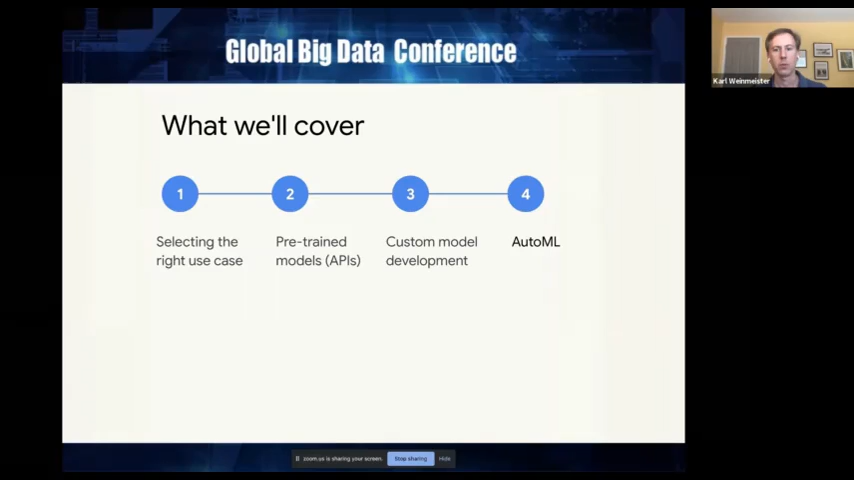 Global Big Data Conference
Karl Weinmeister
What we'll cover
1
2
3
4
Selecting the
right use case
Pre-trained
models (APIs)
Custom model
development
AutoML
zoom.us is sharing your screen.
Stop sharing
Hide